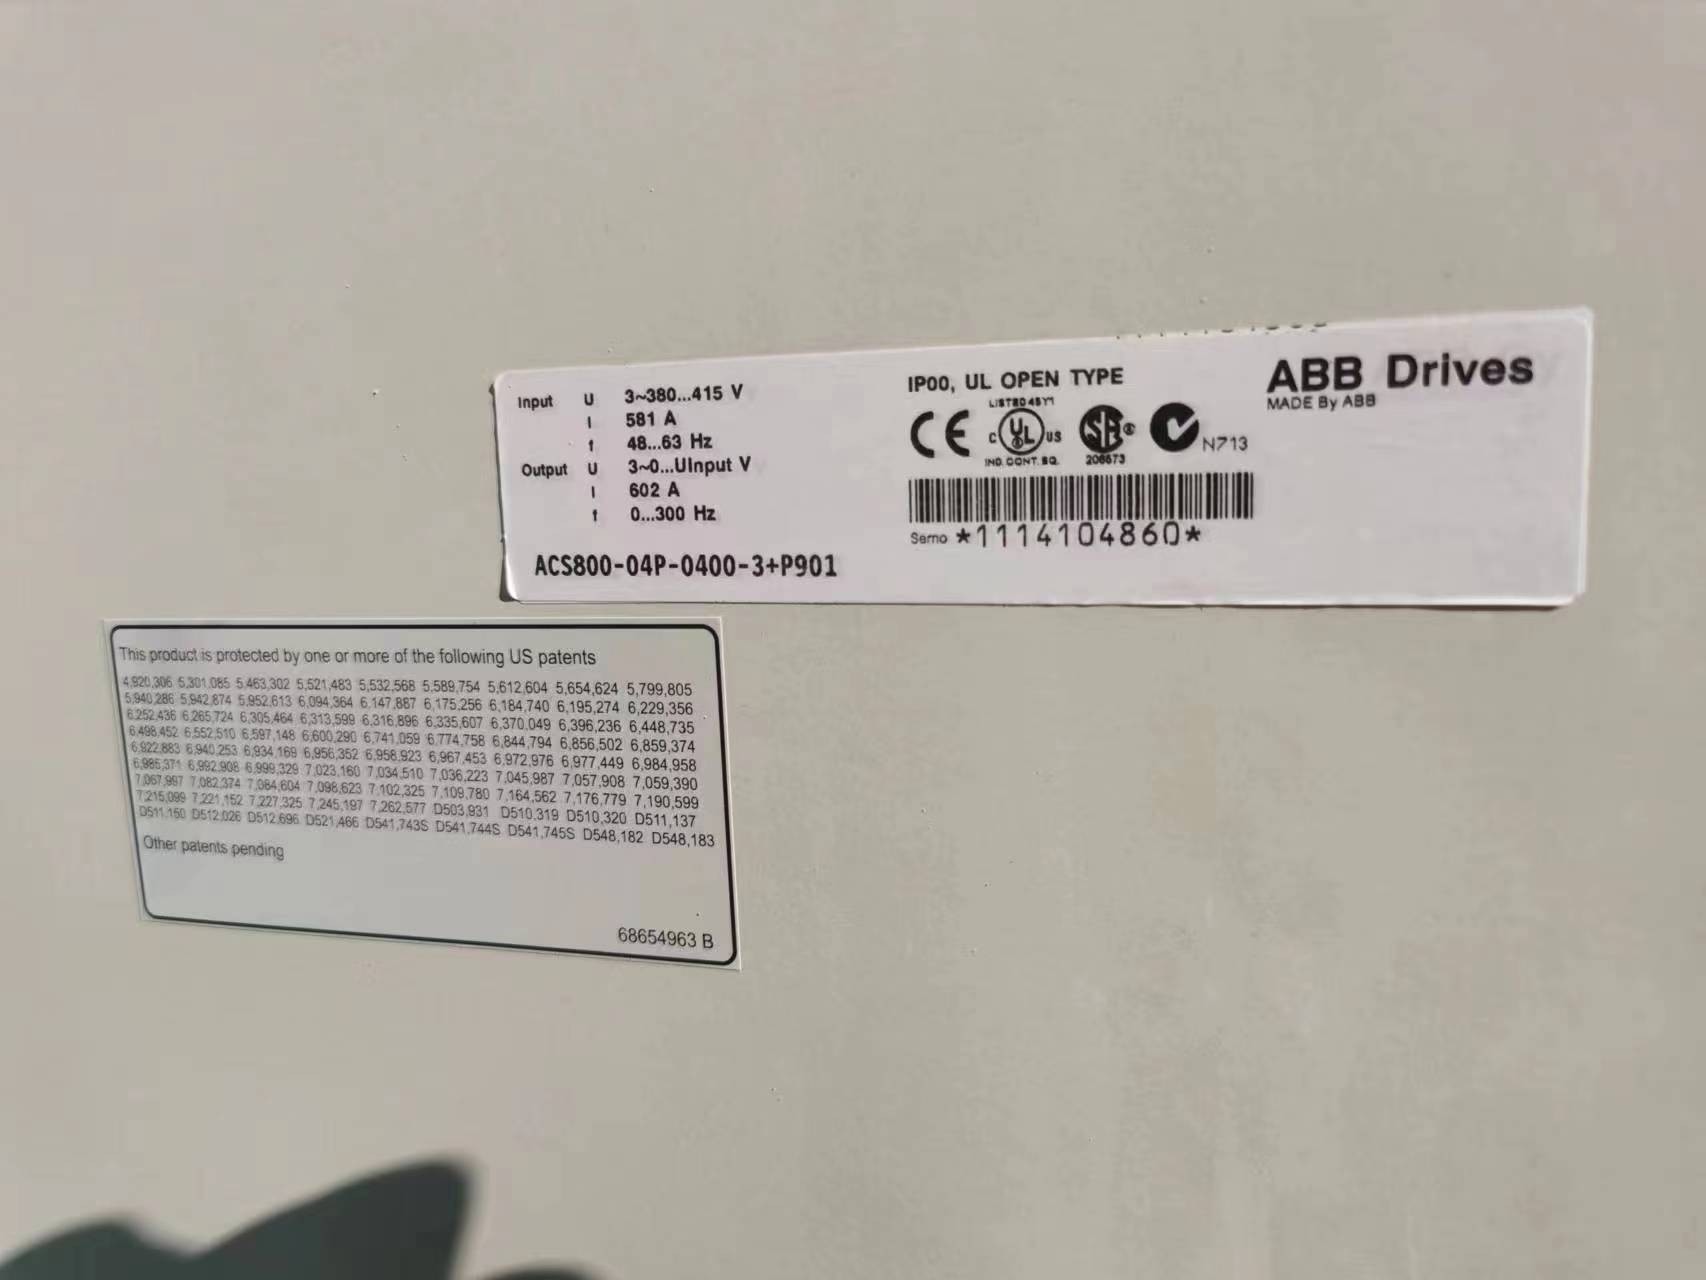 Input U 3~380...415 V
I 581 A
f 48...63 Hz
Output U 3~0...UInput V
I 602 A
f 0...300 Hz
ACS800-04P-0400-3+P901
IP00, UL OPEN TYPE
LISTED 45Y1
CE C UL US SA ® N713
IND. CONT. EQ. 206573
Serno *1114104860*
ABB Drives
MADE By ABB
This product is protected by one or more of the following US patents
4,920,306 5,301,085 5,463,302 5,521,483 5,532,568 5,589,754 5,612,604 5,654,624 5,799,805
5,940,286 5,942,874 5,952,613 6,094,364 6,147,887 6,175,256 6,184,740 6,195,274 6,229,356
6,252,436 6,265,724 6,305,464 6,313,599 6,316,896 6,335,607 6,370,049 6,396,236 6,448,735
6,498,452 6,552,510 6,597,148 6,600,290 6,741,059 6,774,758 6,844,794 6,856,502 6,859,374
6,922,883 6,940,253 6,934,169 6,956,352 6,958,923 6,967,453 6,972,976 6,977,449 6,984,958
6,985,371 6,992,908 6,999,329 7,023,160 7,034,510 7,036,223 7,045,987 7,057,908 7,059,390
7,067,997 7,082,374 7,084,604 7,098,623 7,102,325 7,109,780 7,164,562 7,176,779 7,190,599
7,215,099 7,221,152 7,227,325 7,245,197 7,262,577 D503,931 D510,319 D510,320 D511,137
D511,150 D512,026 D512,696 D521,466 D541,743S D541,744S D541,745S D548,182 D548,183
Other patents pending
68654963 B